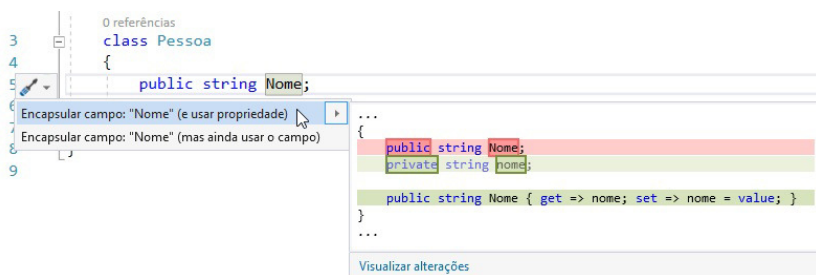 0 referências
3 class Pessoa
4 {
5 public string Nome;
6
Encapsular campo: "Nome" (e usar propriedade)
Encapsular campo: "Nome" (mas ainda usar o campo)
8 }
9
...
{
public string Nome;
private string nome;
public string Nome { get => nome; set => nome = value; }
}
...
Visualizar alterações